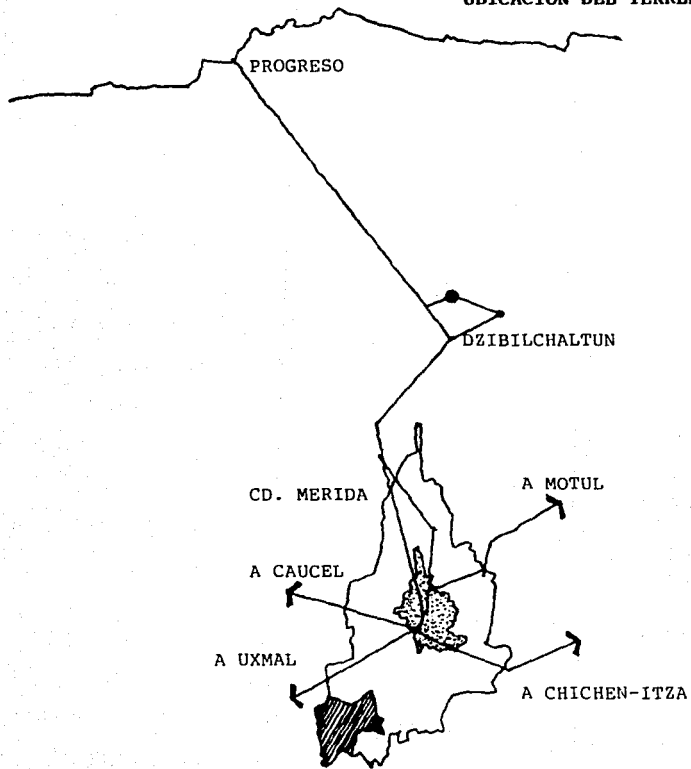 PROGRESO
DZIBILCHALTUN
CD. MERIDA
A MOTUL
A CAUCEL
A UXMAL
A CHICHEN-ITZA